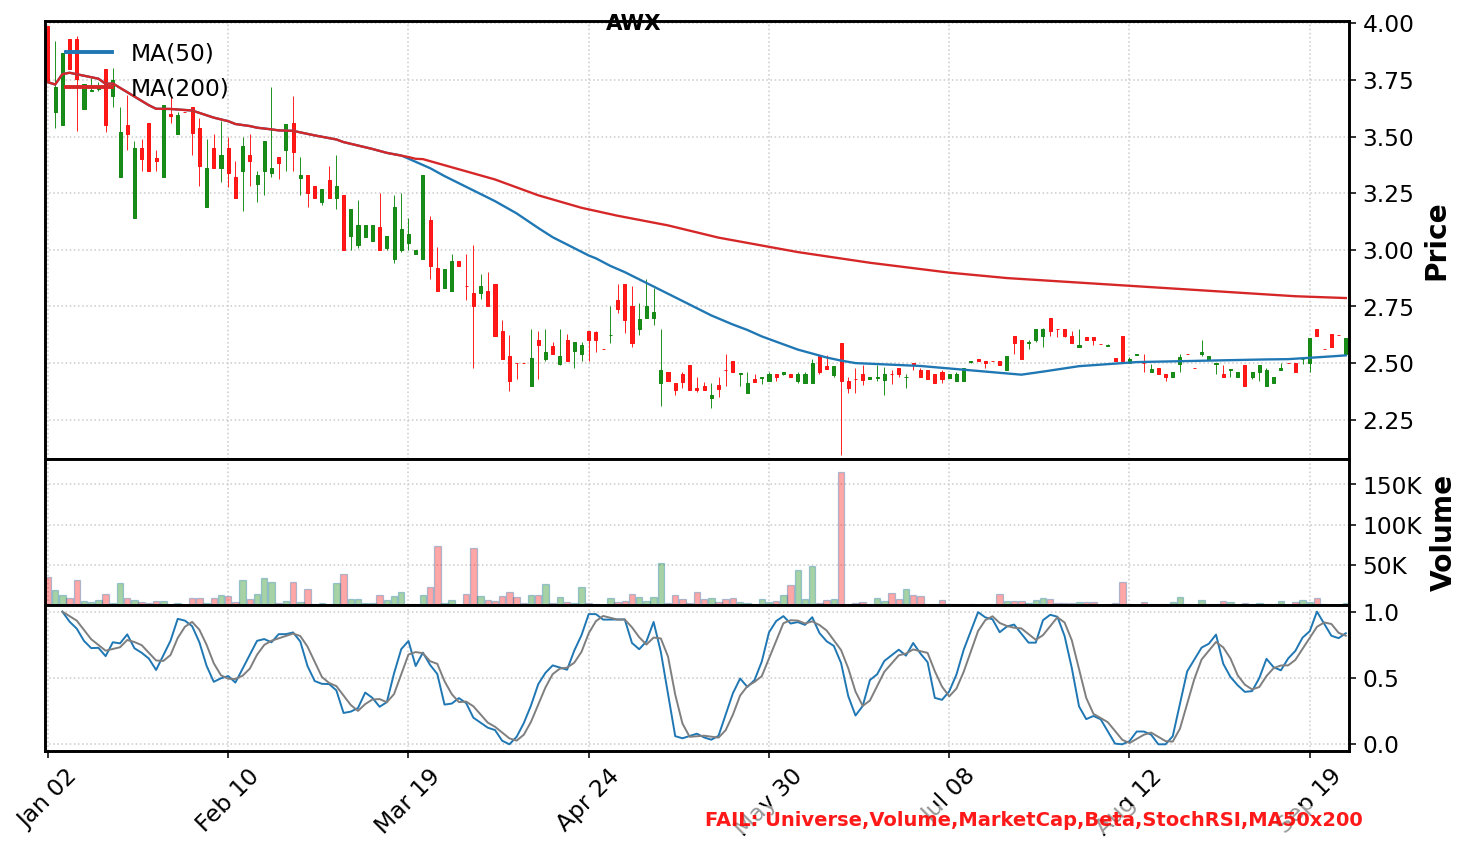 AWX
MA(50)
MA(200)
4.00
3.75
3.50
3.25
3.00
2.75
2.50
2.25
Price
150K
100K
50K
Volume
1.0
0.5
0.0
Jan 02
Feb 10
Mar 19
Apr 24
May 30
Jul 08
Aug 12
Sep 19
FAIL: Universe,Volume,MarketCap,Beta,StochRSI,MA50x200